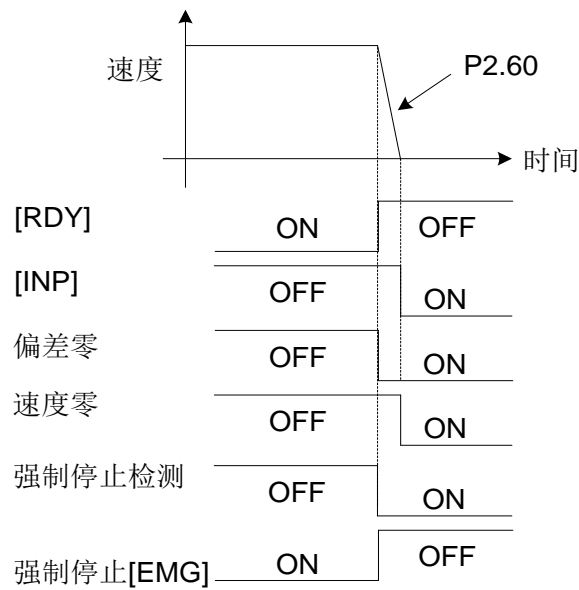 速度
P2.60
时间
[RDY] ON OFF
[INP] OFF ON
偏差零 OFF ON
速度零 OFF ON
强制停止检测 OFF ON
强制停止[EMG] ON OFF